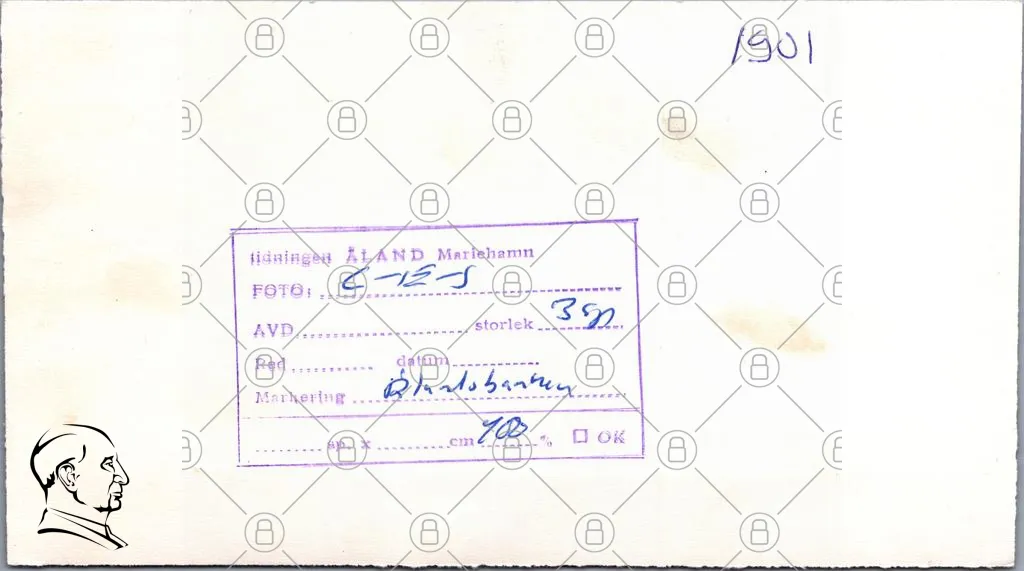 1901
tidningen ÅLAND Mariehamn
FOTO:
AVD. storlek 3 sp
Red. datum
Markering Ålandsbanken
sp. x cm 100 %
OK